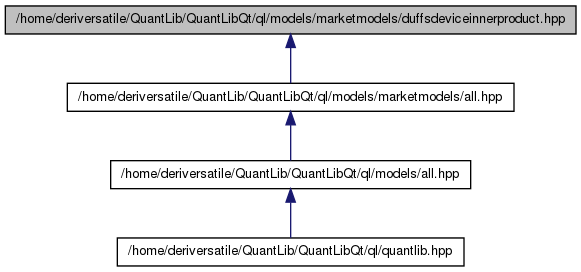 /home/deriversatile/QuantLib/QuantLibQt/ql/models/marketmodels/duffsdeviceinnerproduct.hpp
/home/deriversatile/QuantLib/QuantLibQt/ql/models/marketmodels/all.hpp
/home/deriversatile/QuantLib/QuantLibQt/ql/models/all.hpp
/home/deriversatile/QuantLib/QuantLibQt/ql/quantlib.hpp